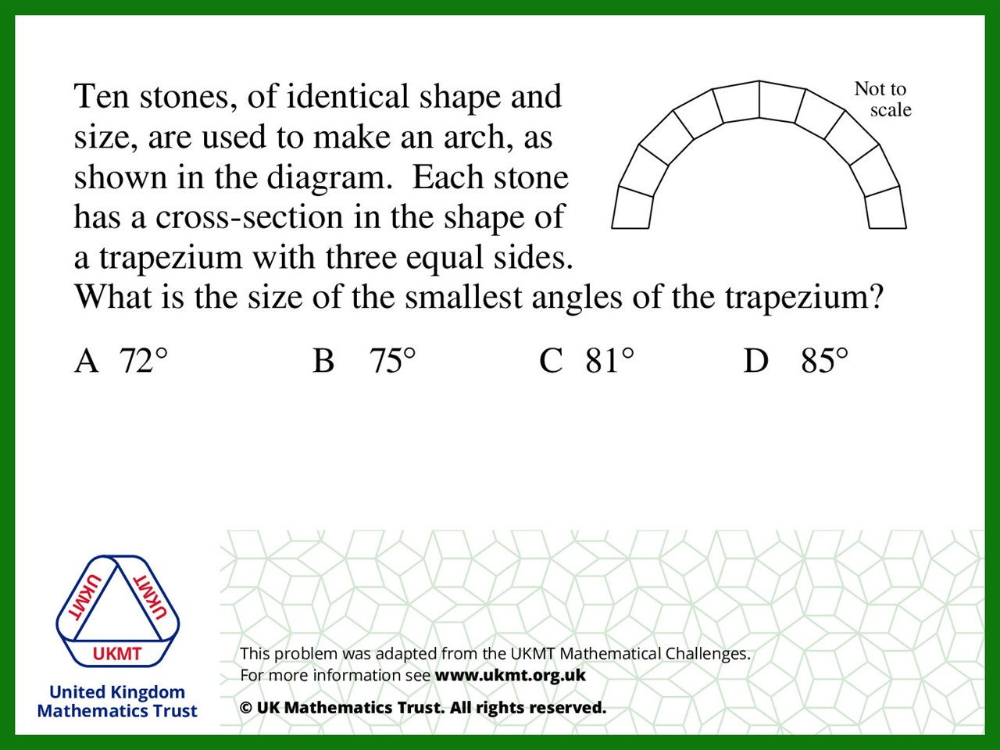 Ten stones, of identical shape and
size, are used to make an arch, as
shown in the diagram.  Each stone
has a cross-section in the shape of
a trapezium with three equal sides.
What is the size of the smallest angles of the trapezium?
Not to
scale
A 72° B 75° C 81° D 85°
UKMT
UKMT
UKMT
United Kingdom
Mathematics Trust
This problem was adapted from the UKMT Mathematical Challenges.
For more information see www.ukmt.org.uk
© UK Mathematics Trust. All rights reserved.